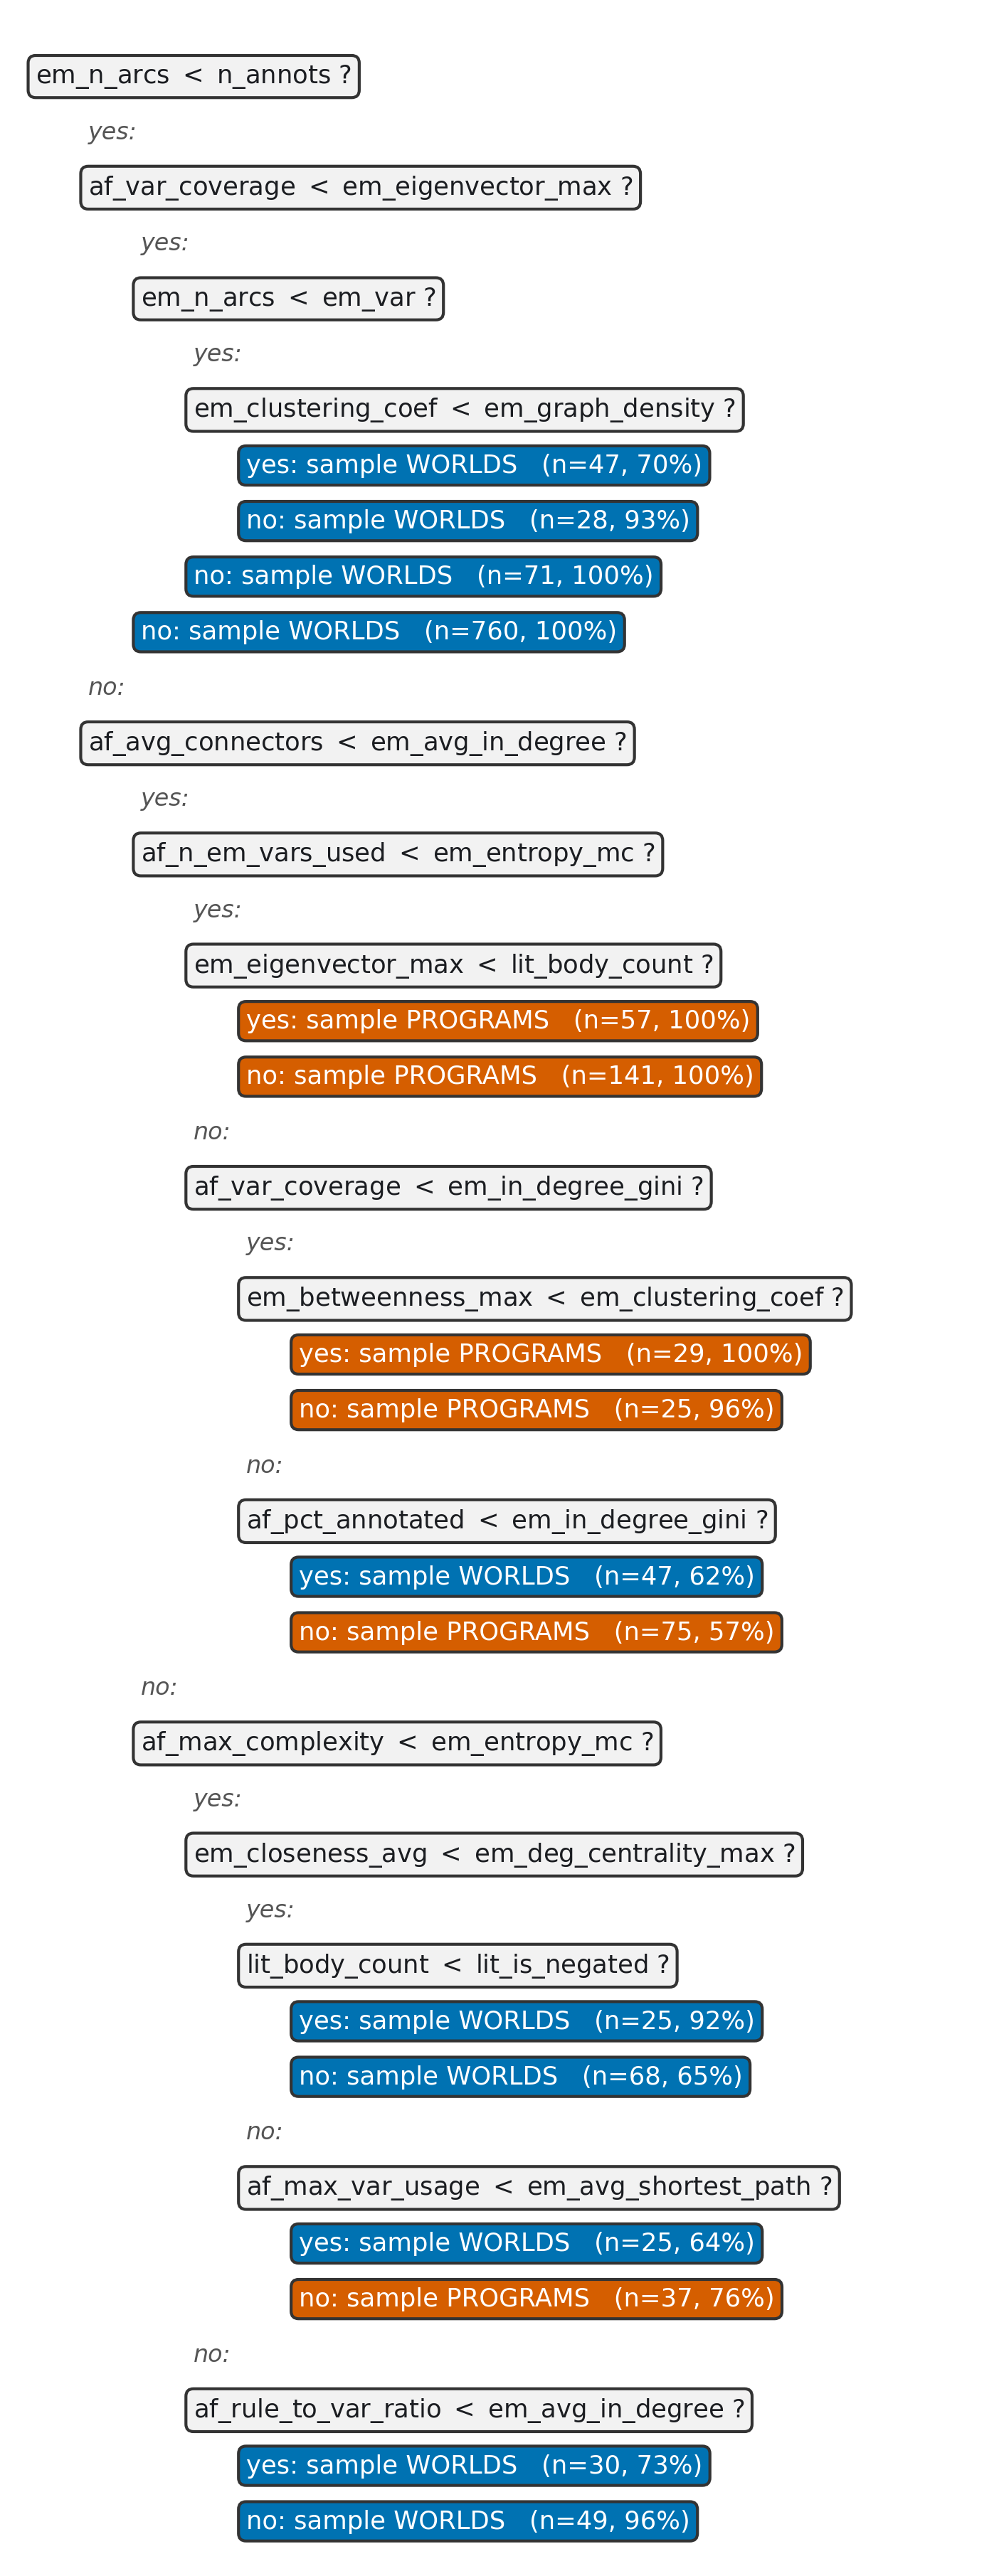 em_n_arcs < n_annots ?
yes:
af_var_coverage < em_eigenvector_max ?
yes:
em_n_arcs < em_var ?
yes:
em_clustering_coef < em_graph_density ?
yes: sample WORLDS (n=47, 70%)
no: sample WORLDS (n=28, 93%)
no: sample WORLDS (n=71, 100%)
no: sample WORLDS (n=760, 100%)
no:
af_avg_connectors < em_avg_in_degree ?
yes:
af_n_em_vars_used < em_entropy_mc ?
yes:
em_eigenvector_max < lit_body_count ?
yes: sample PROGRAMS (n=57, 100%)
no: sample PROGRAMS (n=141, 100%)
no:
af_var_coverage < em_in_degree_gini ?
yes:
em_betweenness_max < em_clustering_coef ?
yes: sample PROGRAMS (n=29, 100%)
no: sample PROGRAMS (n=25, 96%)
no:
af_pct_annotated < em_in_degree_gini ?
yes: sample WORLDS (n=47, 62%)
no: sample PROGRAMS (n=75, 57%)
no:
af_max_complexity < em_entropy_mc ?
yes:
em_closeness_avg < em_deg_centrality_max ?
yes:
lit_body_count < lit_is_negated ?
yes: sample WORLDS (n=25, 92%)
no: sample WORLDS (n=68, 65%)
no:
af_max_var_usage < em_avg_shortest_path ?
yes: sample WORLDS (n=25, 64%)
no: sample PROGRAMS (n=37, 76%)
no:
af_rule_to_var_ratio < em_avg_in_degree ?
yes: sample WORLDS (n=30, 73%)
no: sample WORLDS (n=49, 96%)